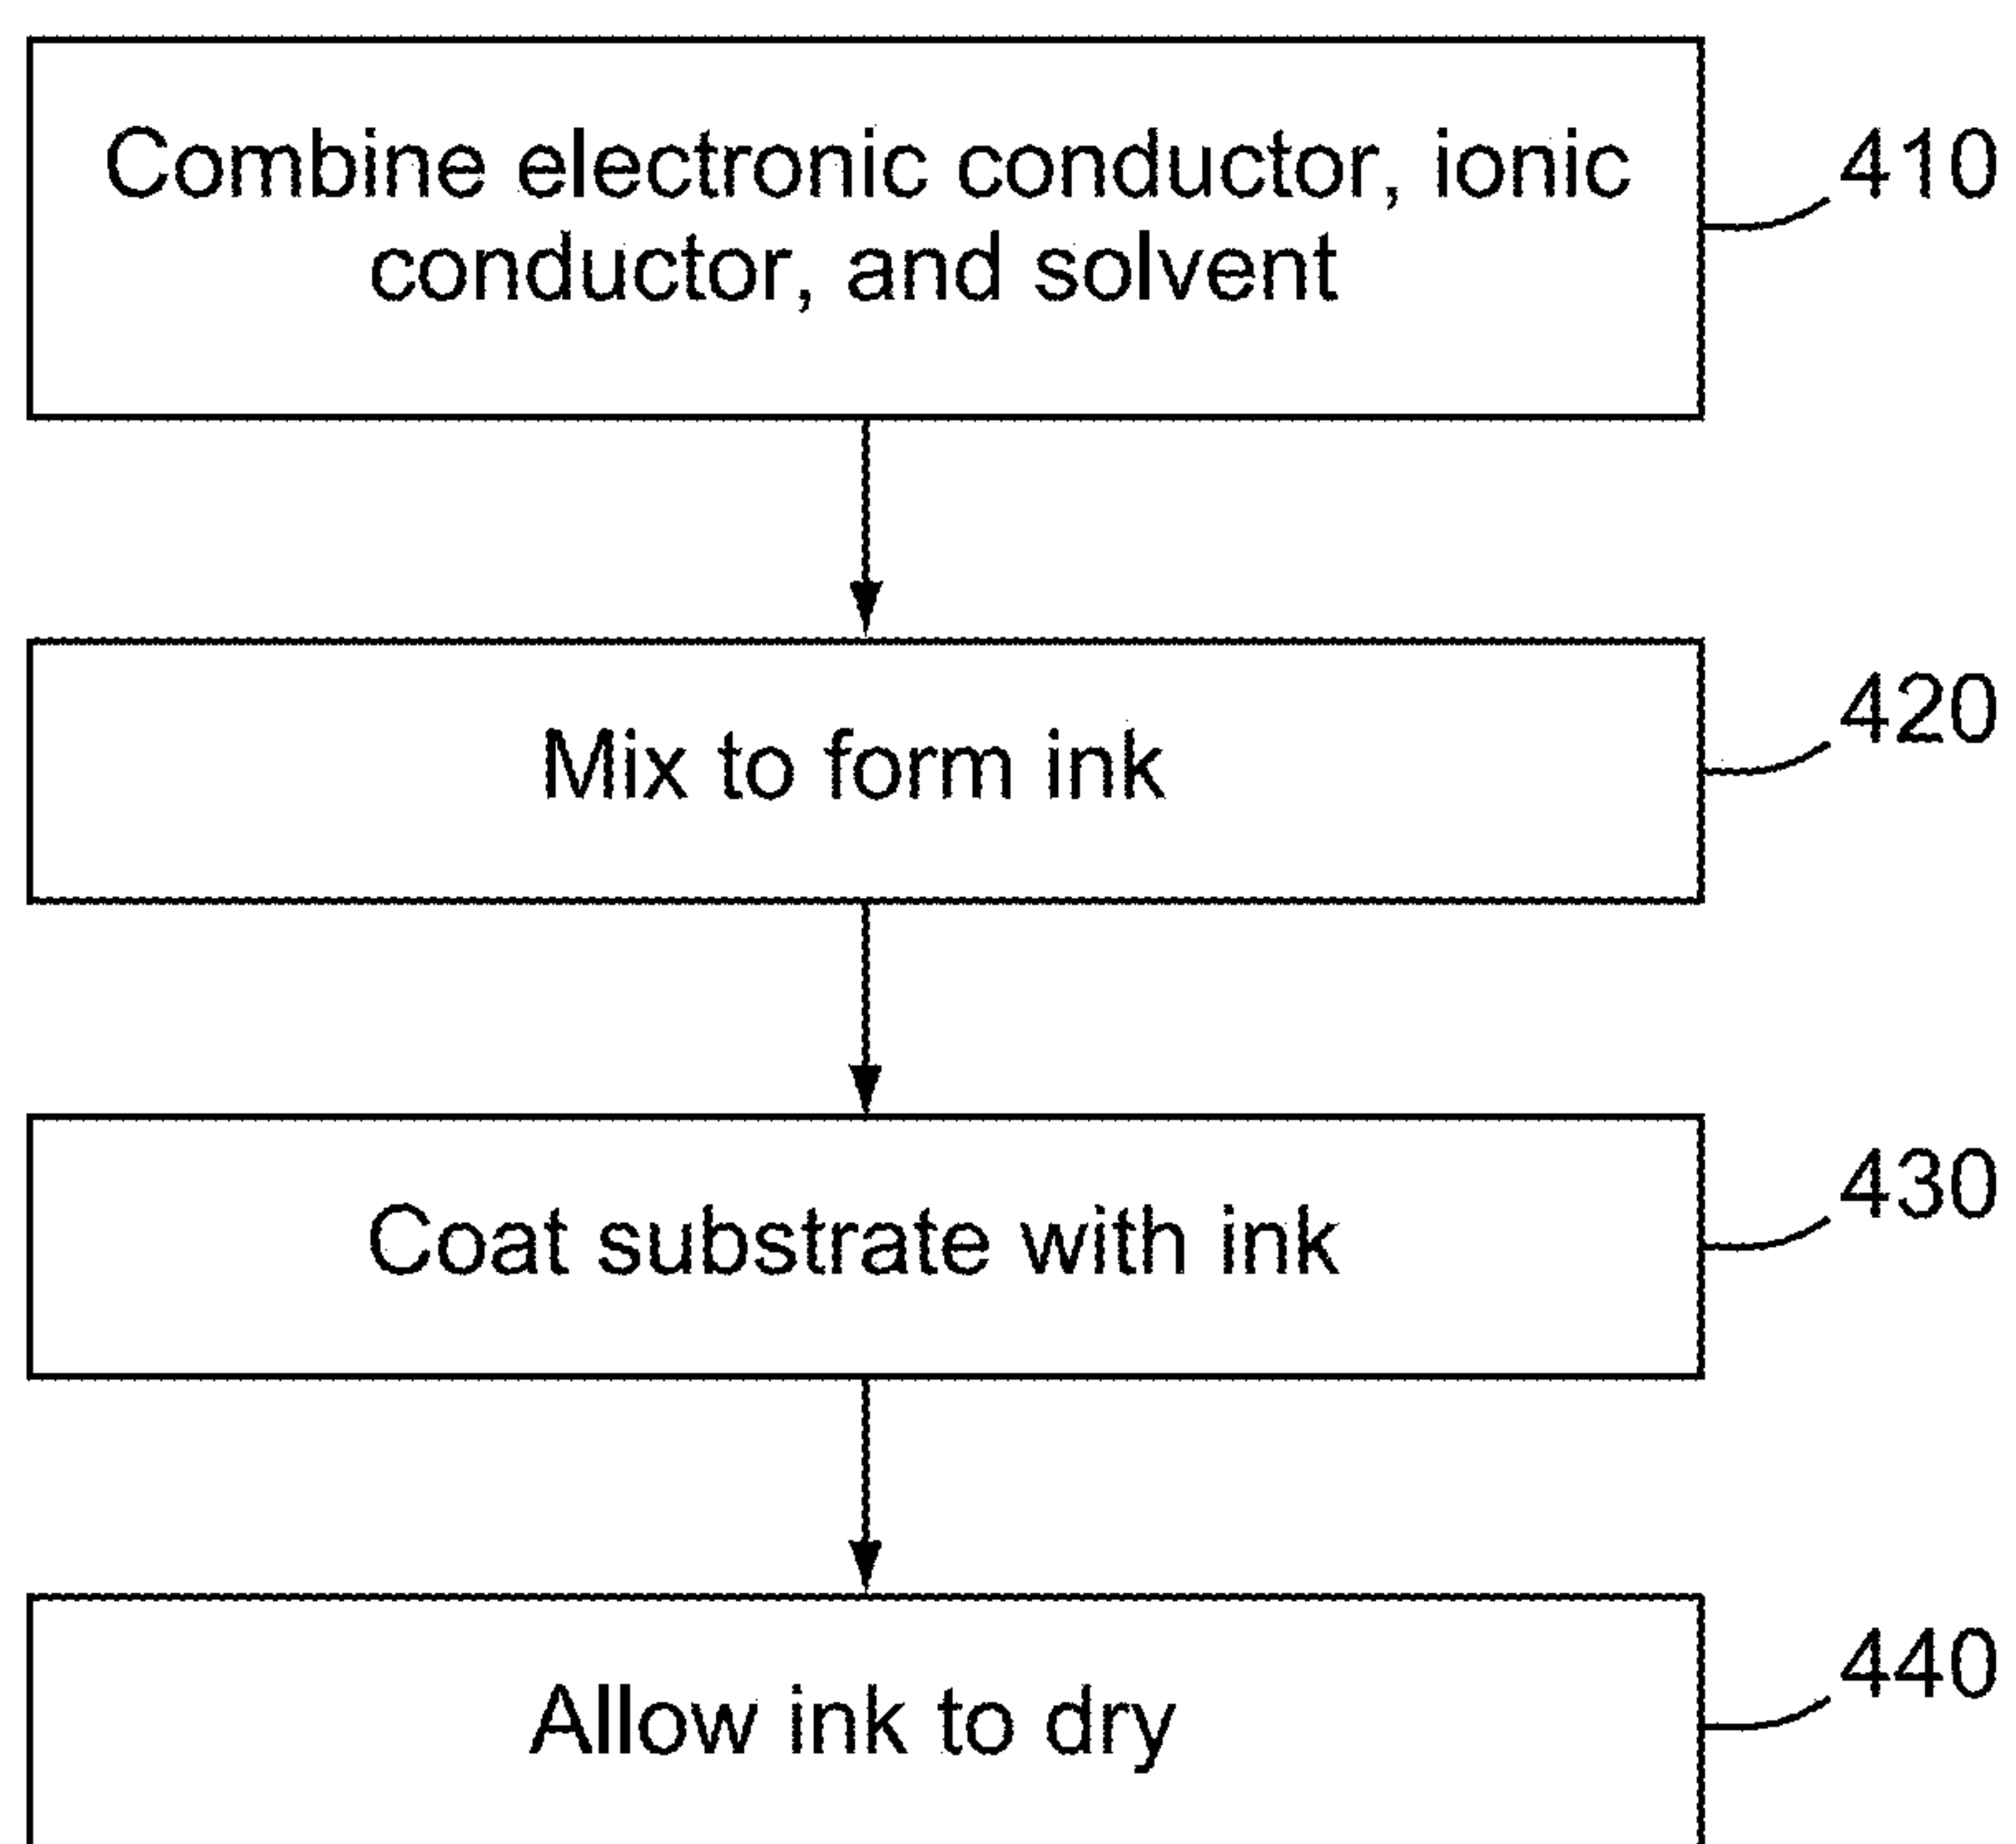 Combine electronic conductor, ionic
conductor, and solvent
410
Mix to form ink
420
Coat substrate with ink
430
Allow ink to dry
440